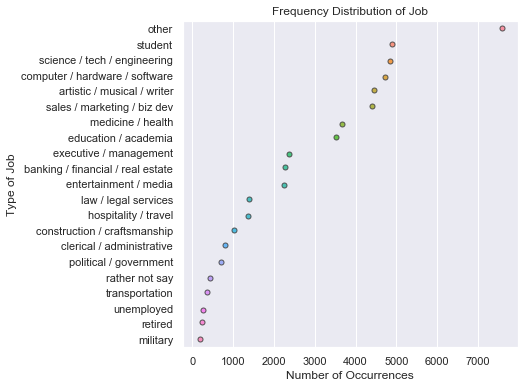 Frequency Distribution of Job
Type of Job
other
student
science / tech / engineering
computer / hardware / software
artistic / musical / writer
sales / marketing / biz dev
medicine / health
education / academia
executive / management
banking / financial / real estate
entertainment / media
law / legal services
hospitality / travel
construction / craftsmanship
clerical / administrative
political / government
rather not say
transportation
unemployed
retired
military
0 1000 2000 3000 4000 5000 6000 7000
Number of Occurrences